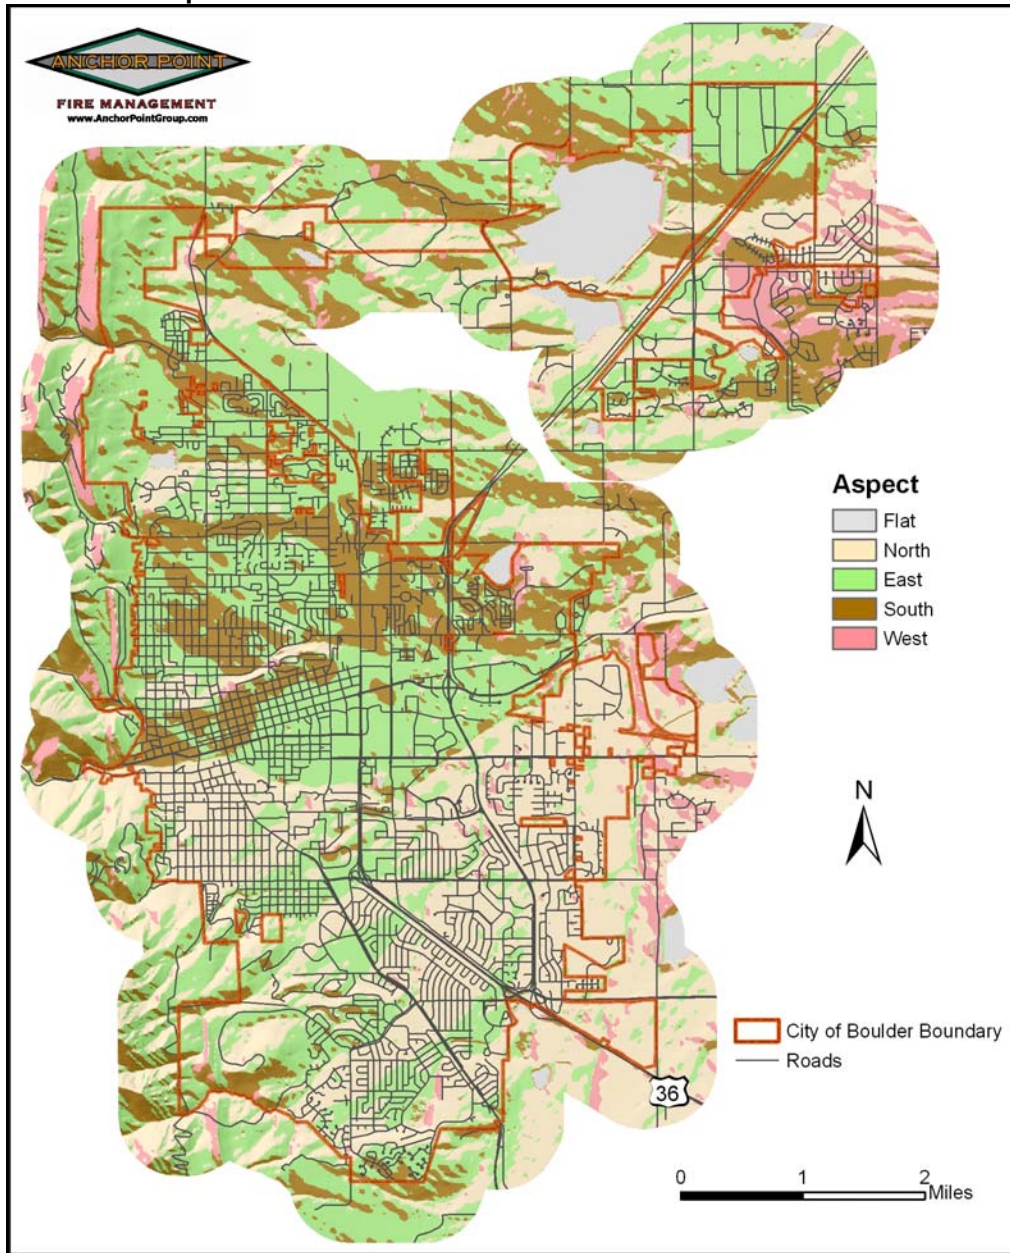 ANCHOR POINT
FIRE MANAGEMENT
www.AnchorPointGroup.com
Aspect
Flat
North
East
South
West
N
City of Boulder Boundary
Roads
36
0 1 2
Miles